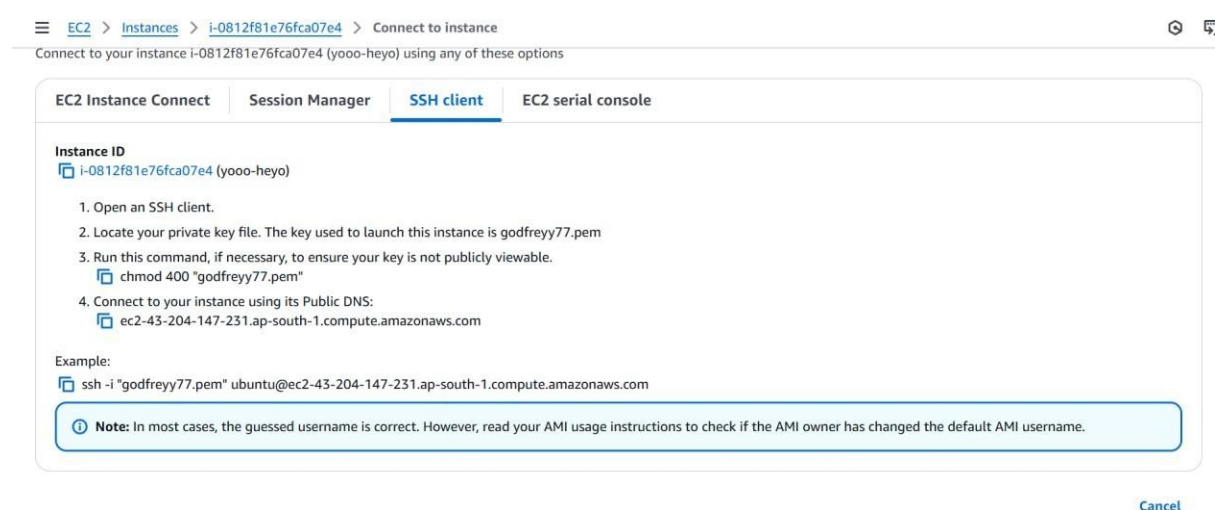 EC2 > Instances > i-0812f81e76fca07e4 > Connect to instance
Connect to your instance i-0812f81e76fca07e4 (yooo-heyo) using any of these options
EC2 Instance Connect Session Manager SSH client EC2 serial console
Instance ID
i-0812f81e76fca07e4 (yooo-heyo)
1. Open an SSH client.
2. Locate your private key file. The key used to launch this instance is godfreyy77.pem
3. Run this command, if necessary, to ensure your key is not publicly viewable.
chmod 400 "godfreyy77.pem"
4. Connect to your instance using its Public DNS:
ec2-43-204-147-231.ap-south-1.compute.amazonaws.com
Example:
ssh -i "godfreyy77.pem" ubuntu@ec2-43-204-147-231.ap-south-1.compute.amazonaws.com
Note: In most cases, the guessed username is correct. However, read your AMI usage instructions to check if the AMI owner has changed the default AMI username.
Cancel